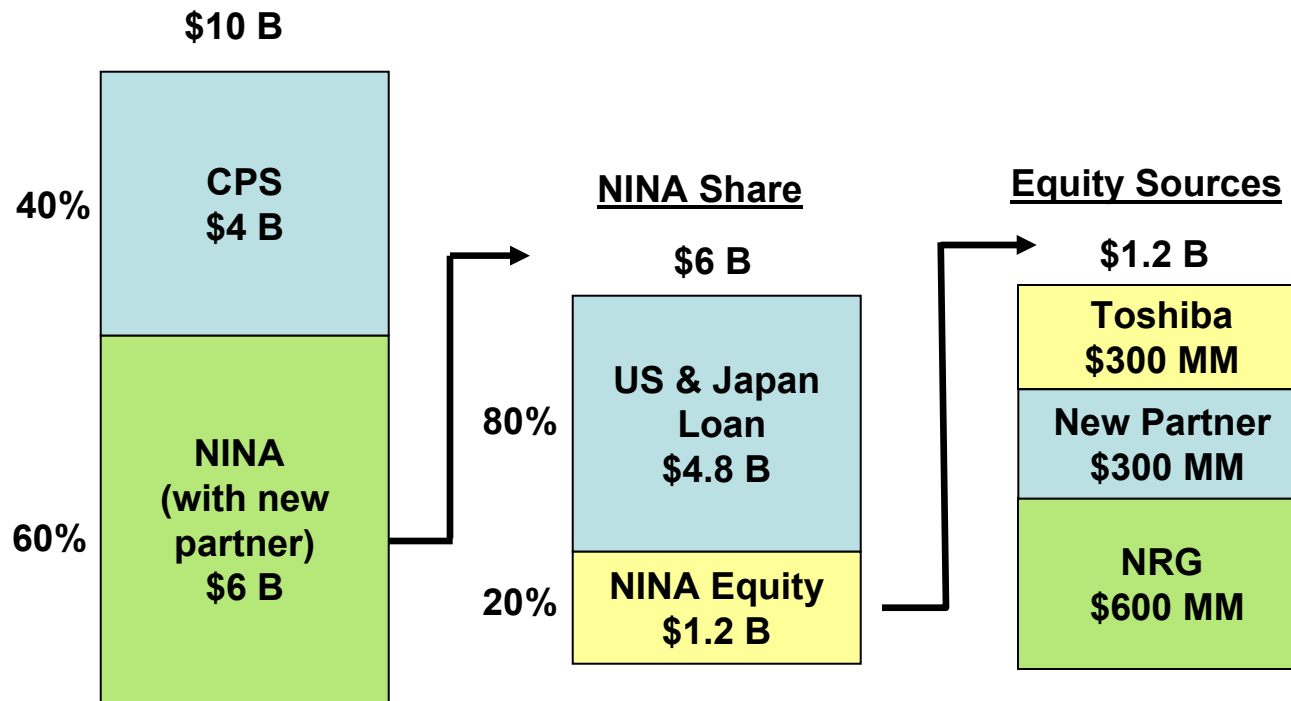 $10 B
40%
CPS
$4 B
60%
NINA
(with new
partner)
$6 B
NINA Share
$6 B
80%
US & Japan
Loan
$4.8 B
20%
NINA Equity
$1.2 B
Equity Sources
$1.2 B
Toshiba
$300 MM
New Partner
$300 MM
NRG
$600 MM